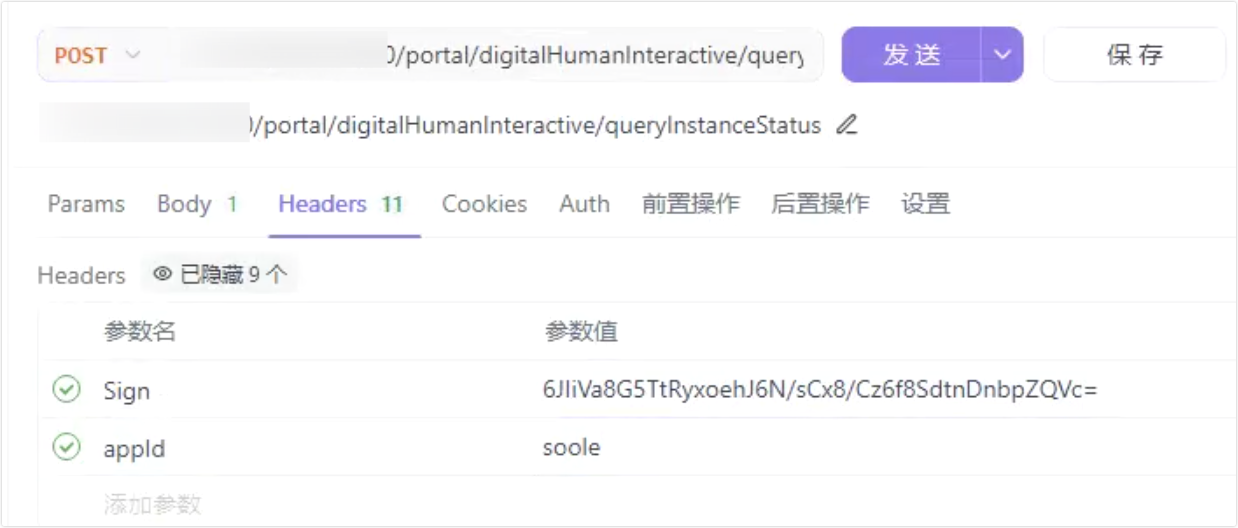 POST 0/portal/digitalHumanInteractive/query 发送 保存
0/portal/digitalHumanInteractive/queryInstanceStatus
Params Body 1 Headers 11 Cookies Auth 前置操作 后置操作 设置
Headers 已隐藏 9 个
参数名 参数值
Sign 6JIiVa8G5TtRyxoehJ6N/sCx8/Cz6f8SdtnDnbpZQVc=
appId soole
添加参数